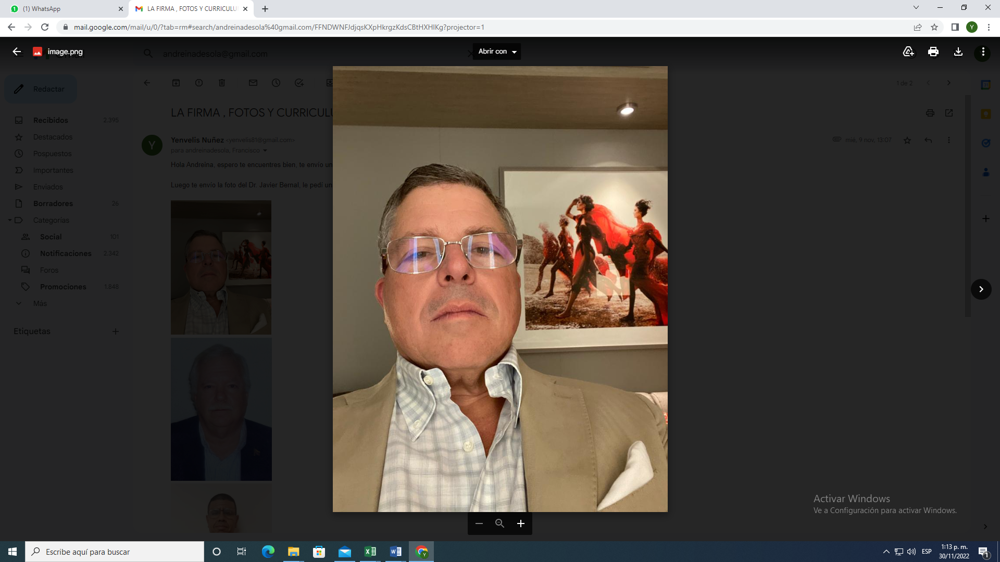 (1) WhatsApp
LA FIRMA , FOTOS Y CURRICULU
mail.google.com/mail/u/0/?tab=rm#search/andreinadesola%40gmail.com/FFNDWNFJdjqsKXpHkrgzKdsCBtHXHlKg?projector=1
Y
image.png
andreinadesola@gmail.com
Abrir con
Redactar
1 de 2
LA FIRMA , FOTOS Y CURRICULU
Recibidos 2.395
Destacados
Pospuestos
Importantes
Enviados
Borradores 26
Categorías
Social 101
Notificaciones 2.342
Foros
Promociones 1.848
Más
Etiquetas
Y
Yenvelis Nuñez <yenvelis81@gmail.com>
mié, 9 nov, 13:07
para andreinadesola, Francisco
Hola Andreina, espero te encuentres bien, te envío un
Luego te envío la foto del Dr. Javier Bernal, le pedí un
Activar Windows
Ve a Configuración para activar Windows.
Escribe aquí para buscar
ESP
1:13 p. m.
30/11/2022
1